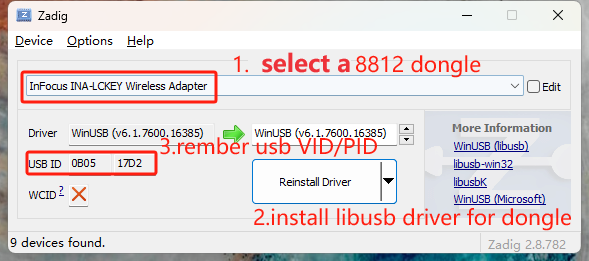 Zadig
Device Options Help
1. select a 8812 dongle
InFocus INA-LCKEY Wireless Adapter Edit
Driver WinUSB (v6.1.7600.16385) WinUSB (v6.1.7600.16385)
More Information
WinUSB (libusb)
libusb-win32
libusbK
WinUSB (Microsoft)
3.rember usb VID/PID
USB ID 0B05 17D2
WCID ?
Reinstall Driver
2.install libusb driver for dongle
9 devices found. Zadig 2.8.782